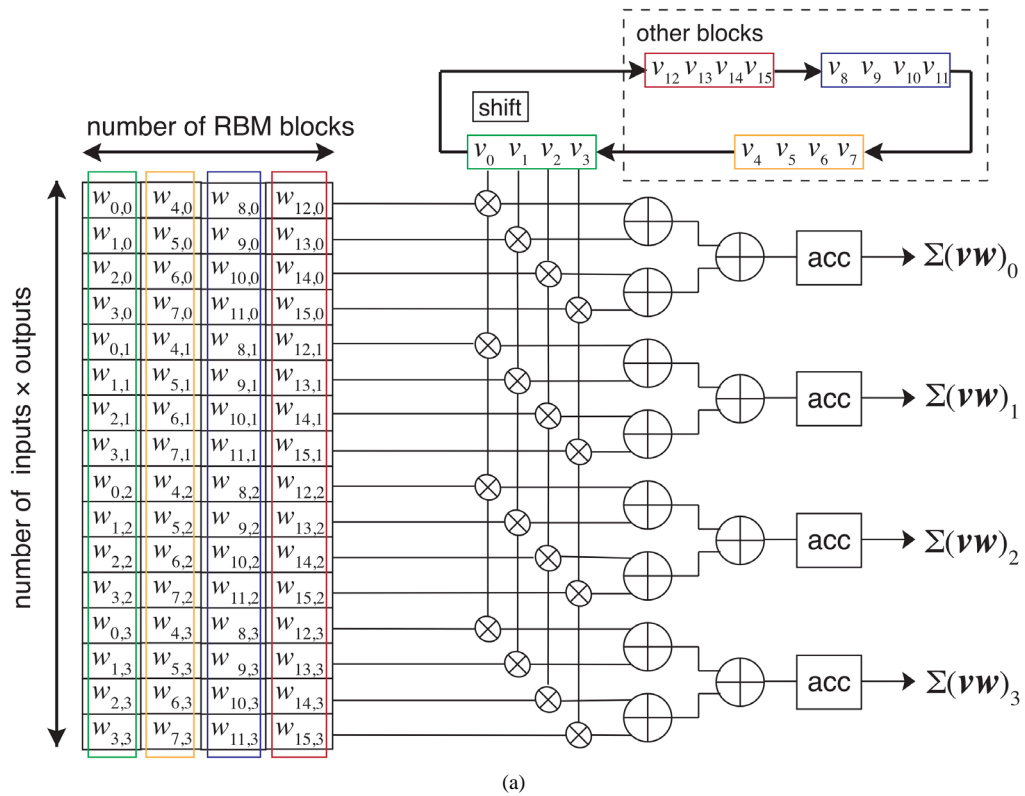 other blocks
v12 v13 v14 v15
v8 v9 v10 v11
shift
number of RBM blocks
v0 v1 v2 v3
v4 v5 v6 v7
number of inputs × outputs
w0,0 w4,0 w8,0 w12,0
w1,0 w5,0 w9,0 w13,0
w2,0 w6,0 w10,0 w14,0
w3,0 w7,0 w11,0 w15,0
w0,1 w4,1 w8,1 w12,1
w1,1 w5,1 w9,1 w13,1
w2,1 w6,1 w10,1 w14,1
w3,1 w7,1 w11,1 w15,1
w0,2 w4,2 w8,2 w12,2
w1,2 w5,2 w9,2 w13,2
w2,2 w6,2 w10,2 w14,2
w3,2 w7,2 w11,2 w15,2
w0,3 w4,3 w8,3 w12,3
w1,3 w5,3 w9,3 w13,3
w2,3 w6,3 w10,3 w14,3
w3,3 w7,3 w11,3 w15,3
acc Σ(vw)0
acc Σ(vw)1
acc Σ(vw)2
acc Σ(vw)3
(a)